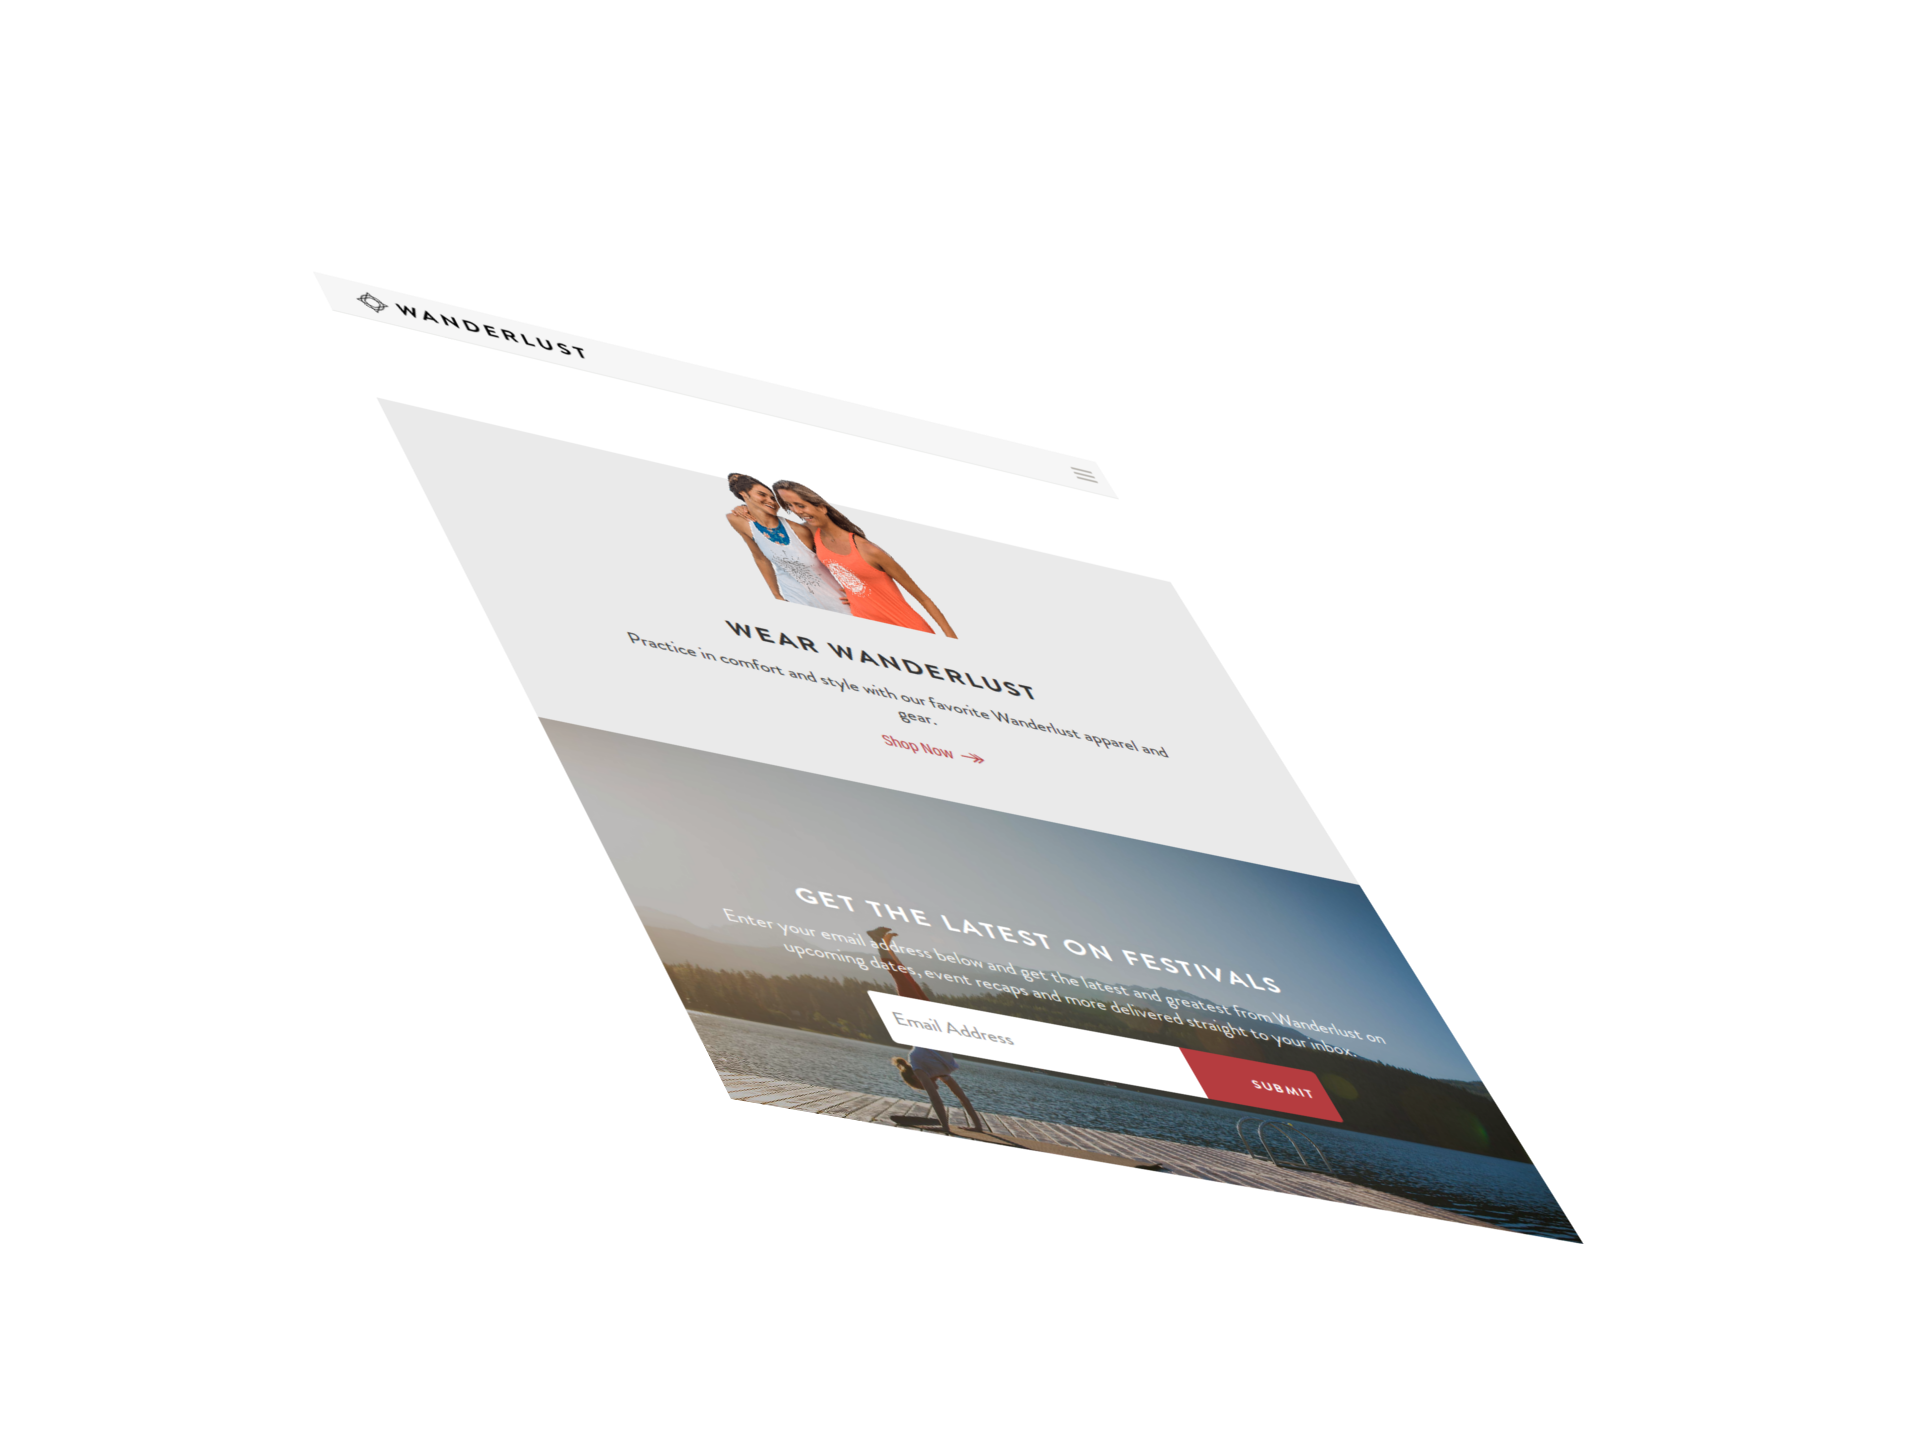 WANDERLUST
WEAR WANDERLUST
Practice in comfort and style with our favorite Wanderlust apparel and
gear.
Shop Now
GET THE LATEST ON FESTIVALS
Enter your email address below and get the latest and greatest from Wanderlust on
upcoming dates, event recaps and more delivered straight to your inbox.
Email Address
SUBMIT